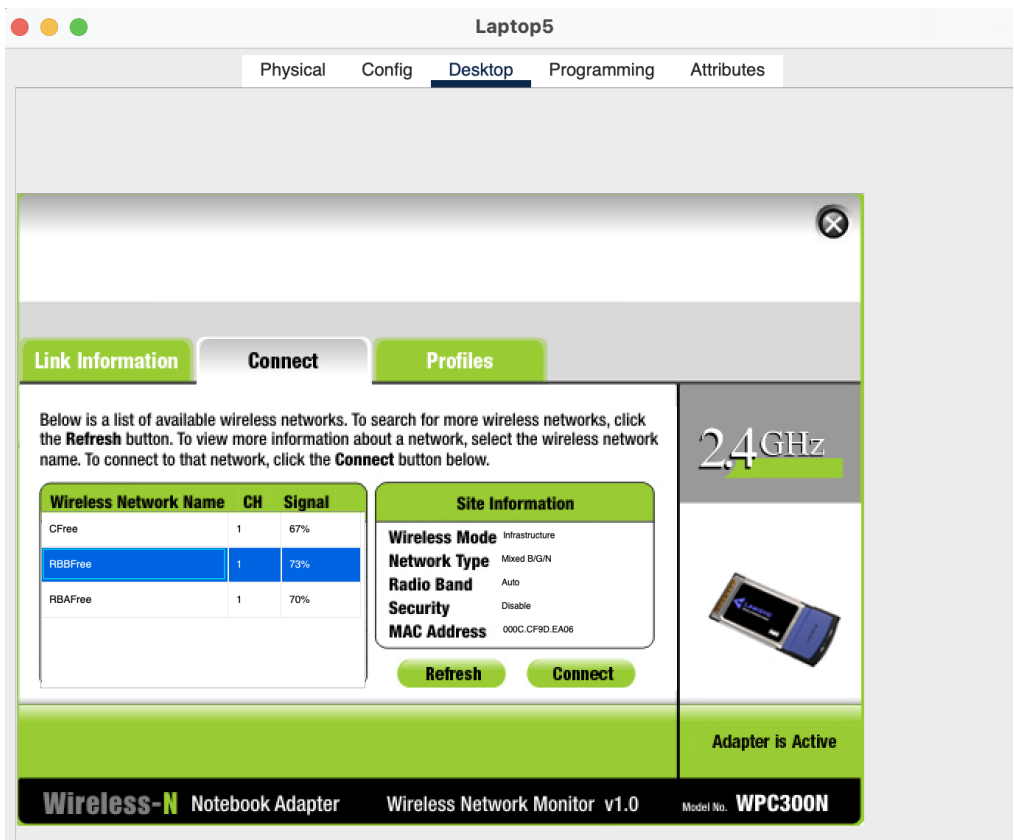 Laptop5
Physical Config Desktop Programming Attributes
Link Information Connect Profiles
Below is a list of available wireless networks. To search for more wireless networks, click
the Refresh button. To view more information about a network, select the wireless network
name. To connect to that network, click the Connect button below.
2.4GHz
Wireless Network Name CH Signal
CFree 1 67%
RBBFree 1 73%
RBAFree 1 70%
Site Information
Wireless Mode Infrastructure
Network Type Mixed B/G/N
Radio Band Auto
Security Disable
MAC Address 000C.CF9D.EA06
LINKSYS
Refresh Connect
Adapter is Active
Wireless-N Notebook Adapter Wireless Network Monitor v1.0 Model No. WPC300N